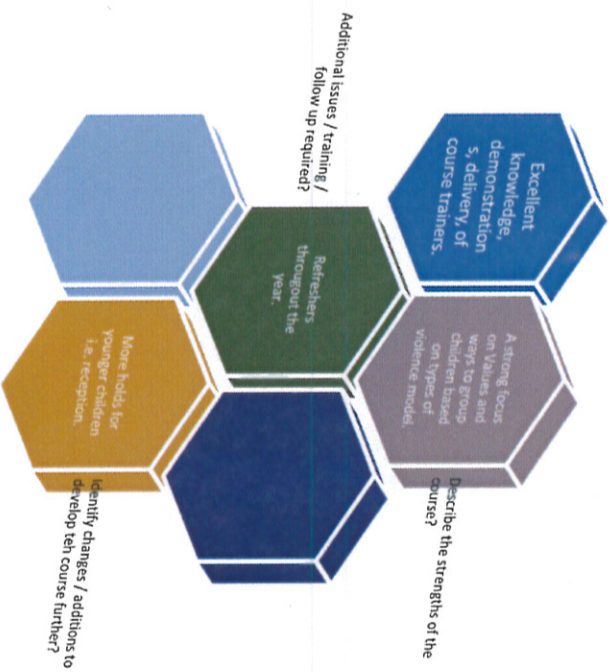 Describe the strengths of the
course?
Excellent
knowledge,
demonstration
s, delivery, of
course trainers.
A strong focus
on Values and
ways to group
children based
on types of
violence model.
Additional issues / training /
follow up required?
Refreshers
througout the
year.
More holds for
younger children
i.e. reception.
Identify changes / additions to
develop teh course further?